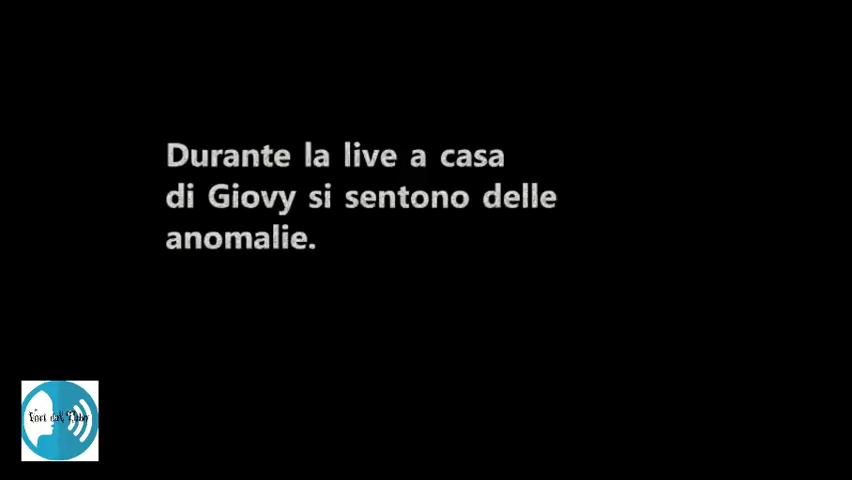 Durante la live a casa
di Giovy si sentono delle
anomalie.